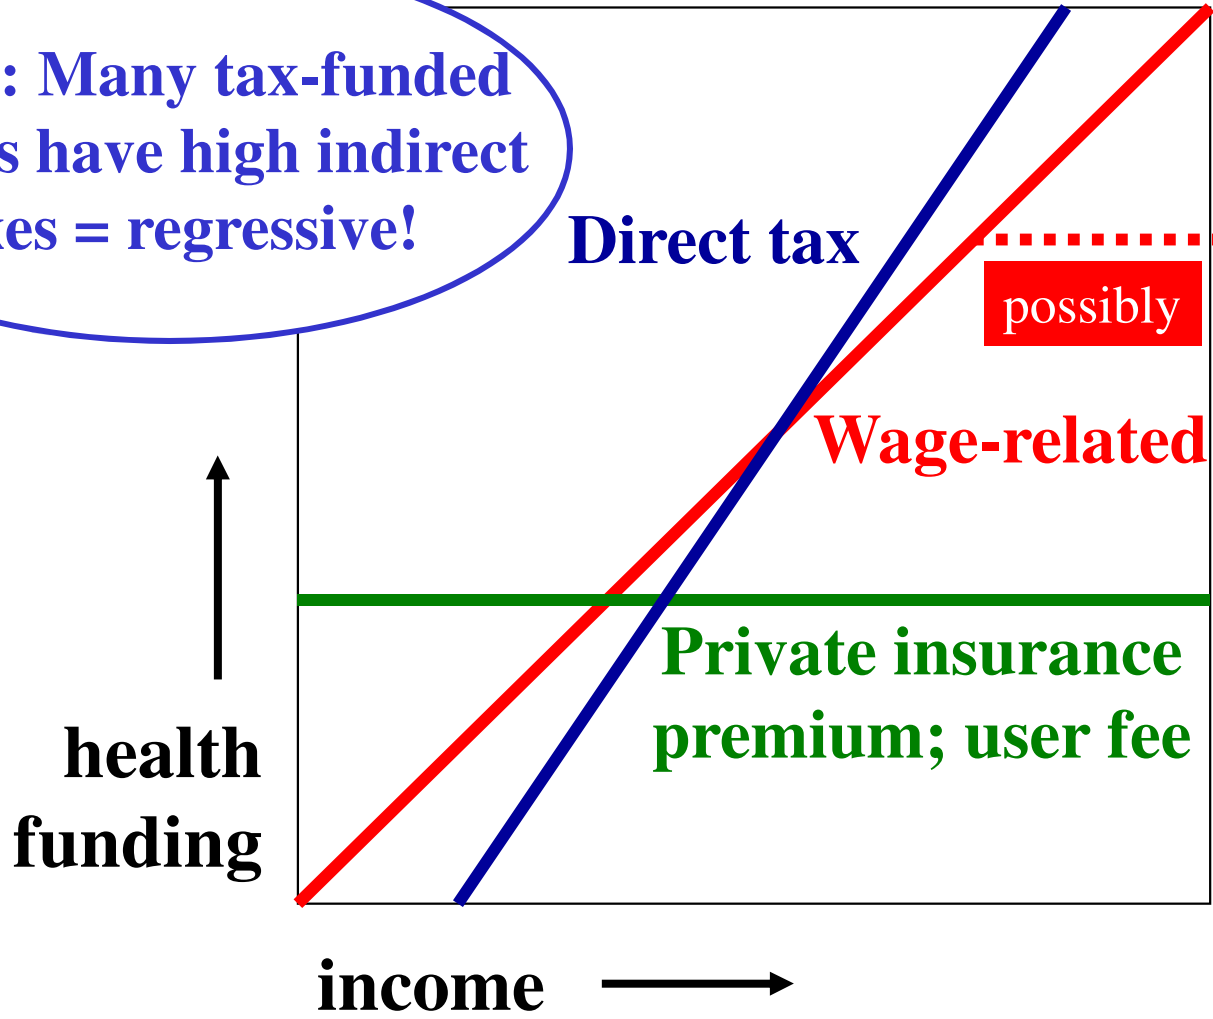 : Many tax-funded
s have high indirect
es = regressive!
Direct tax
possibly
Wage-related
Private insurance
premium; user fee
health
funding
income